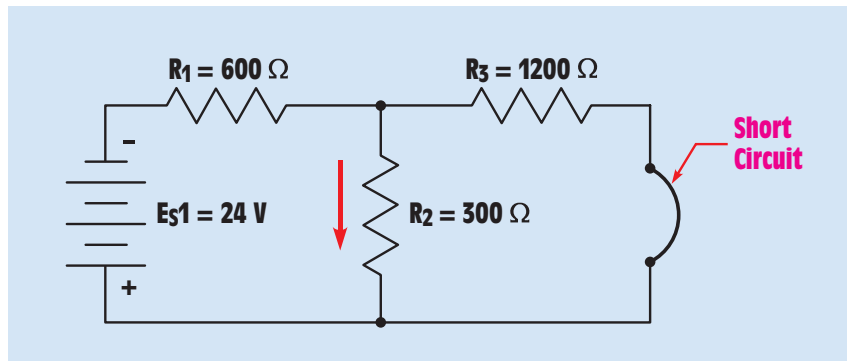 R1 = 600 Ω
R3 = 1200 Ω
Short
Circuit
-
ES1 = 24 V
R2 = 300 Ω
+